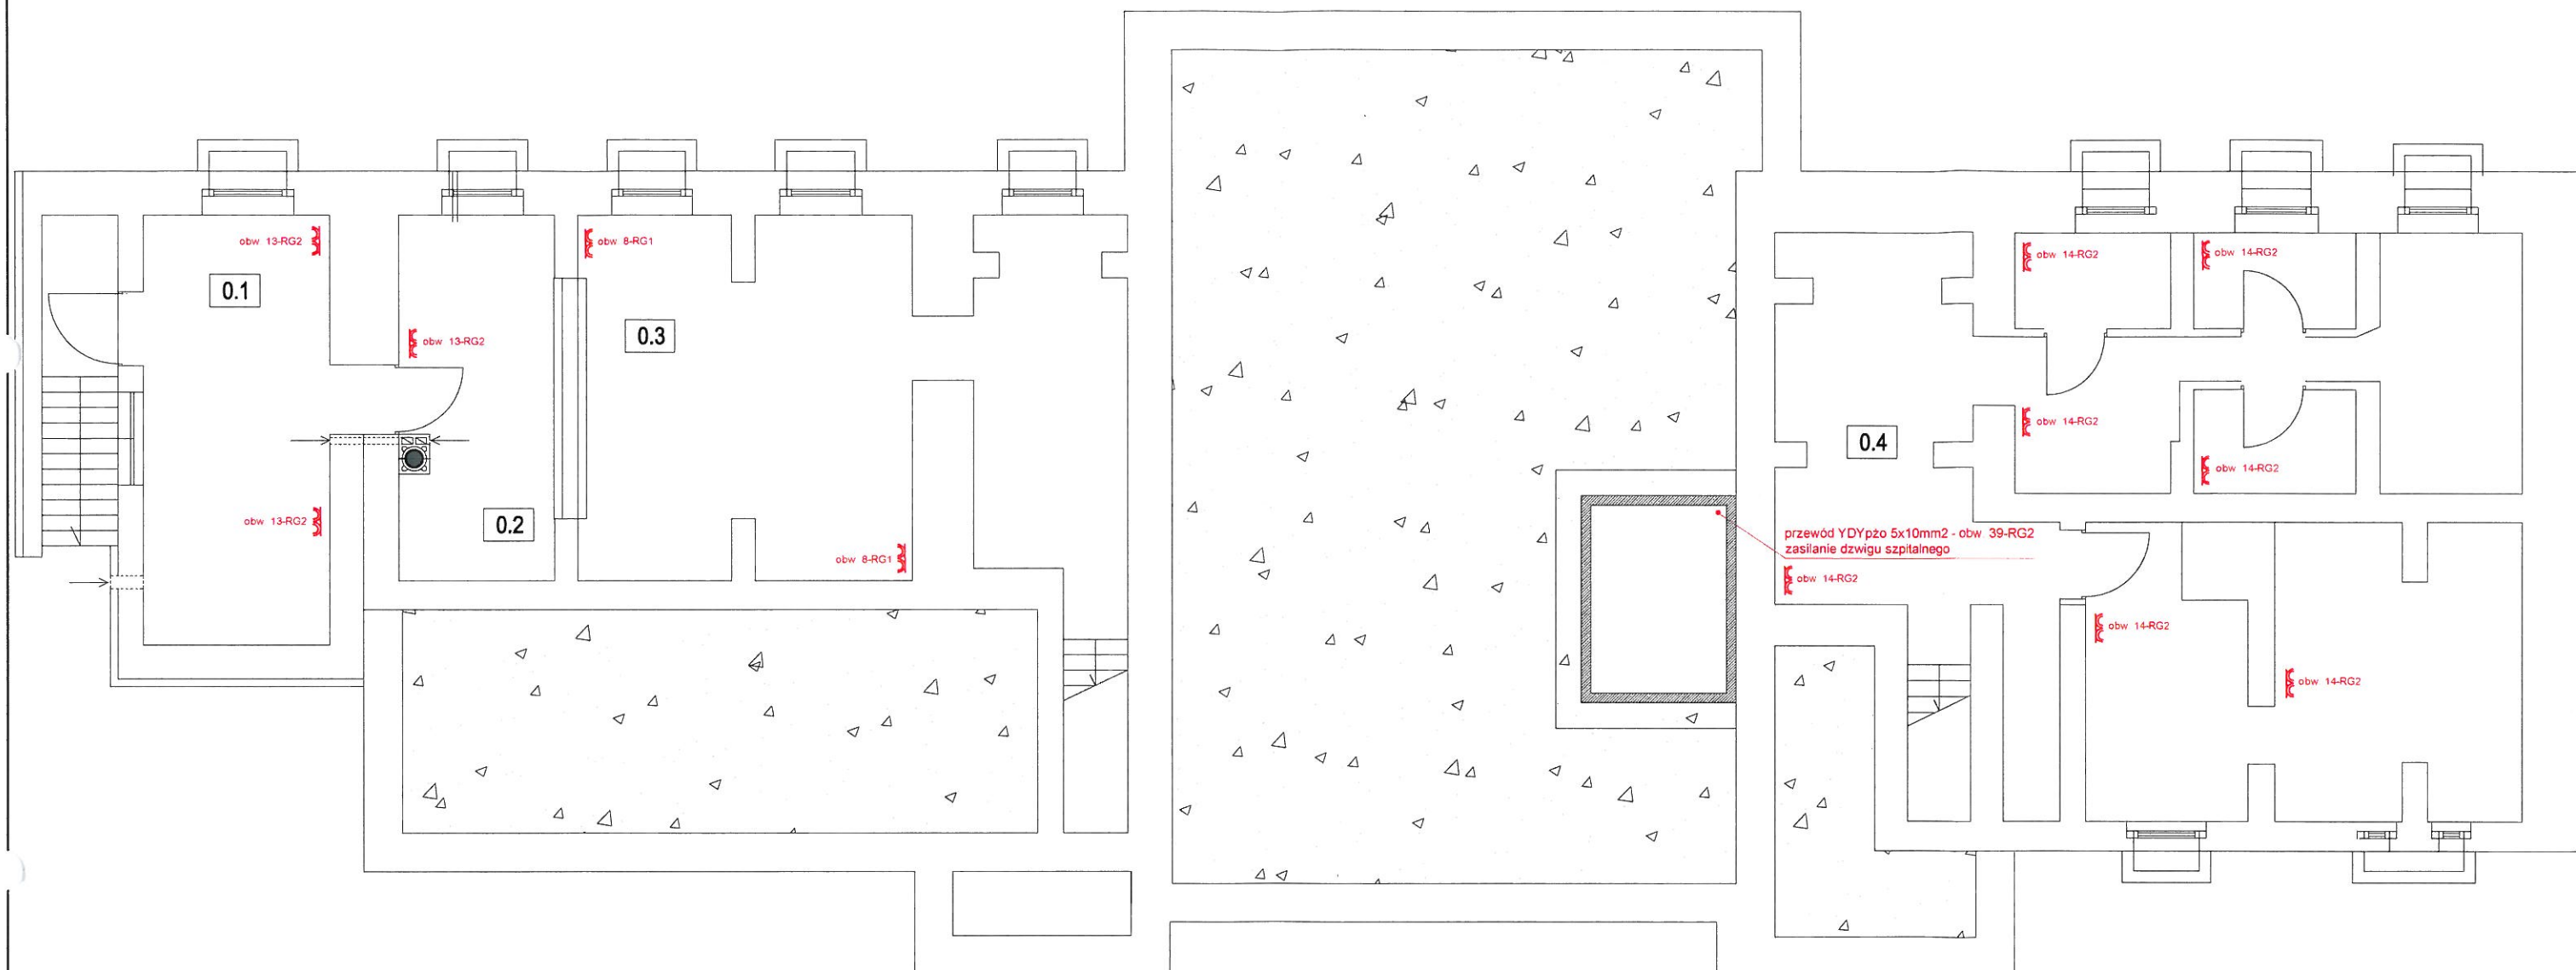 obw 13-RG2
0.1
obw 13-RG2
obw 13-RG2
0.2
obw 8-RG1
0.3
obw 8-RG1
0.4
obw 14-RG2
obw 14-RG2
obw 14-RG2
obw 14-RG2
przewód YDYpżo 5x10mm2 - obw 39-RG2
zasilanie dzwigu szpitalnego
obw 14-RG2
obw 14-RG2
obw 14-RG2